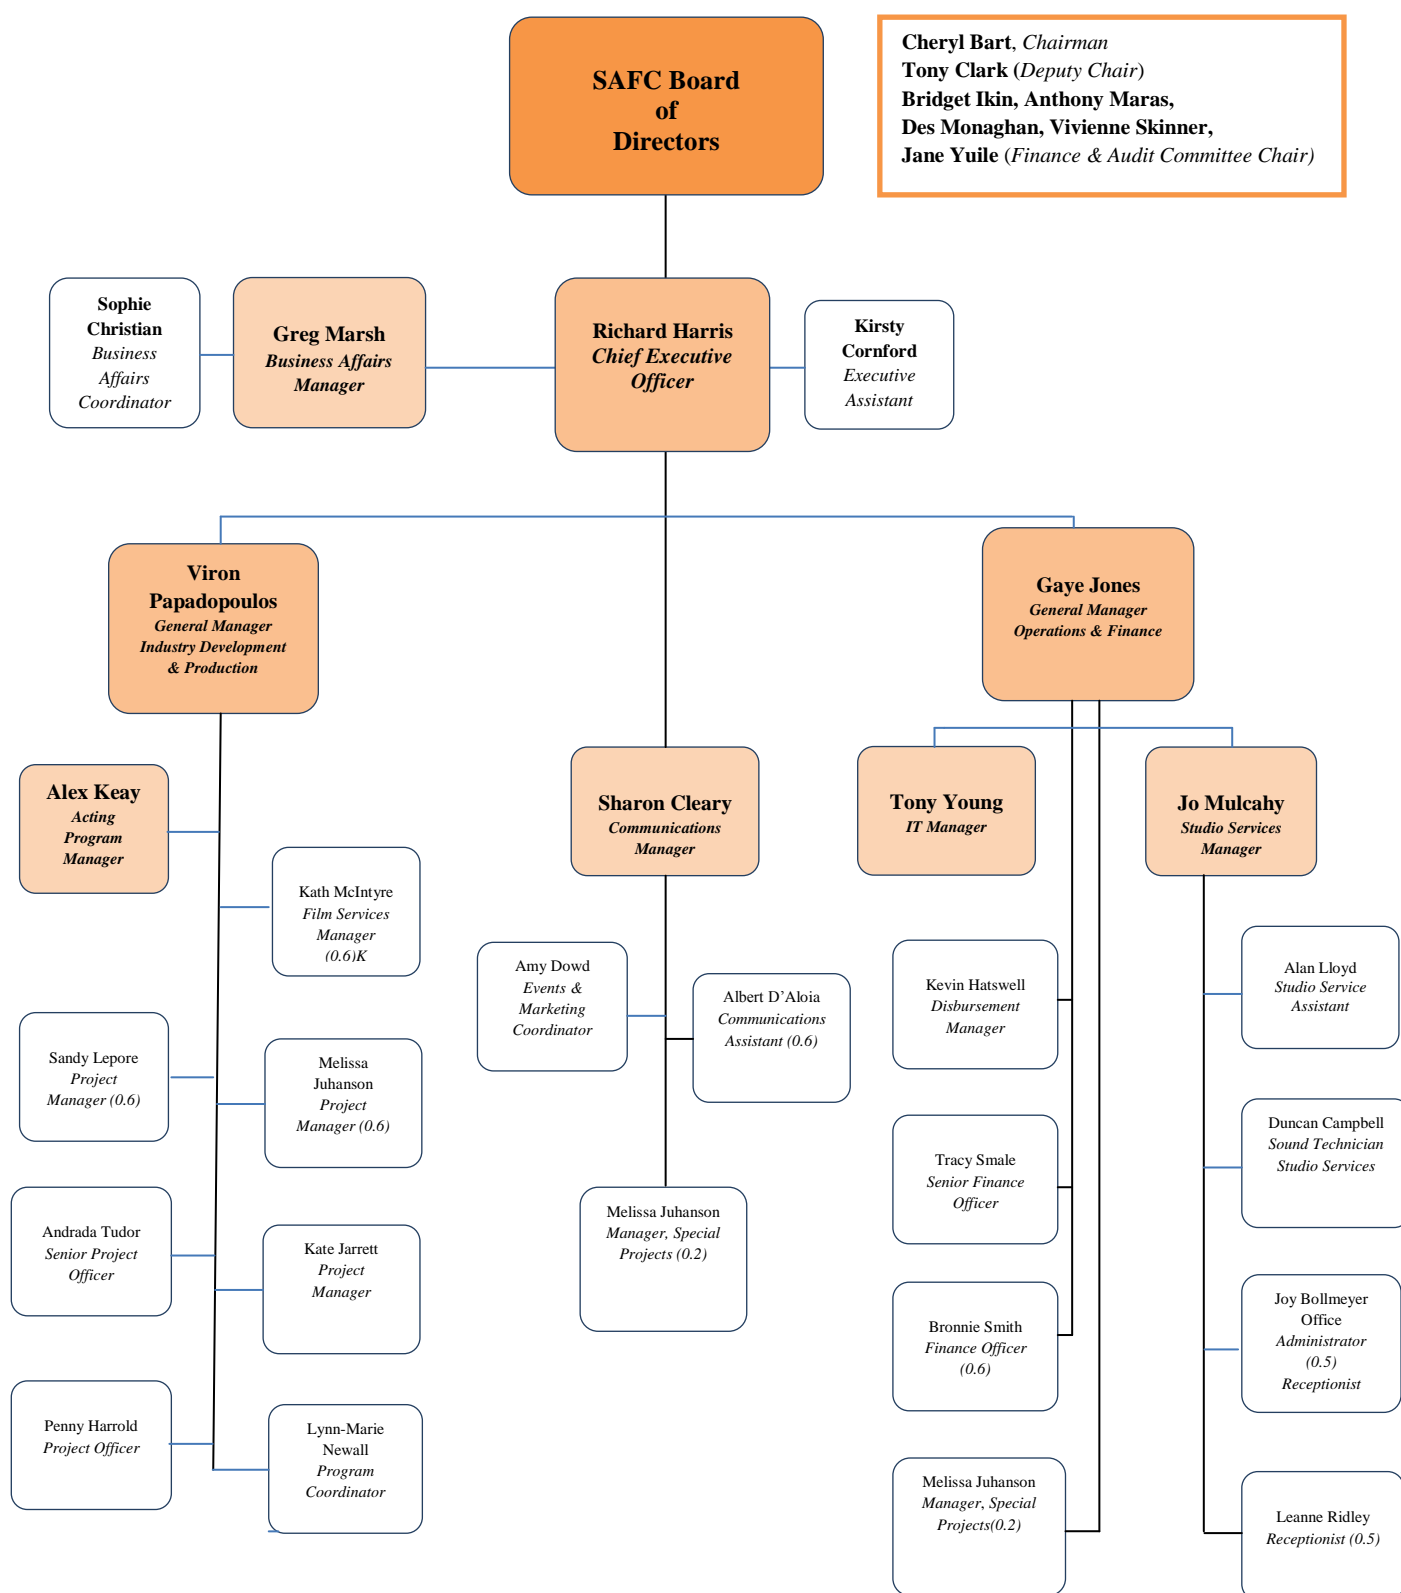 SAFC Board
of
Directors
Cheryl Bart, Chairman
Tony Clark (Deputy Chair)
Bridget Ikin, Anthony Maras,
Des Monaghan, Vivienne Skinner,
Jane Yuile (Finance & Audit Committee Chair)
Sophie
Christian
Business
Affairs
Coordinator
Greg Marsh
Business Affairs
Manager
Richard Harris
Chief Executive
Officer
Kirsty
Cornford
Executive
Assistant
Viron
Papadopoulos
General Manager
Industry Development
& Production
Gaye Jones
General Manager
Operations & Finance
Alex Keay
Acting
Program
Manager
Sharon Cleary
Communications
Manager
Tony Young
IT Manager
Jo Mulcahy
Studio Services
Manager
Kath McIntyre
Film Services
Manager
(0.6)K
Amy Dowd
Events &
Marketing
Coordinator
Albert D’Aloia
Communications
Assistant (0.6)
Kevin Hatswell
Disbursement
Manager
Alan Lloyd
Studio Service
Assistant
Sandy Lepore
Project
Manager (0.6)
Melissa
Juhanson
Project
Manager (0.6)
Tracy Smale
Senior Finance
Officer
Duncan Campbell
Sound Technician
Studio Services
Andrada Tudor
Senior Project
Officer
Kate Jarrett
Project
Manager
Melissa Juhanson
Manager, Special
Projects (0.2)
Bronnie Smith
Finance Officer
(0.6)
Joy Bollmeyer
Office
Administrator
(0.5)
Receptionist
Penny Harrold
Project Officer
Lynn-Marie
Newall
Program
Coordinator
Melissa Juhanson
Manager, Special
Projects(0.2)
Leanne Ridley
Receptionist (0.5)